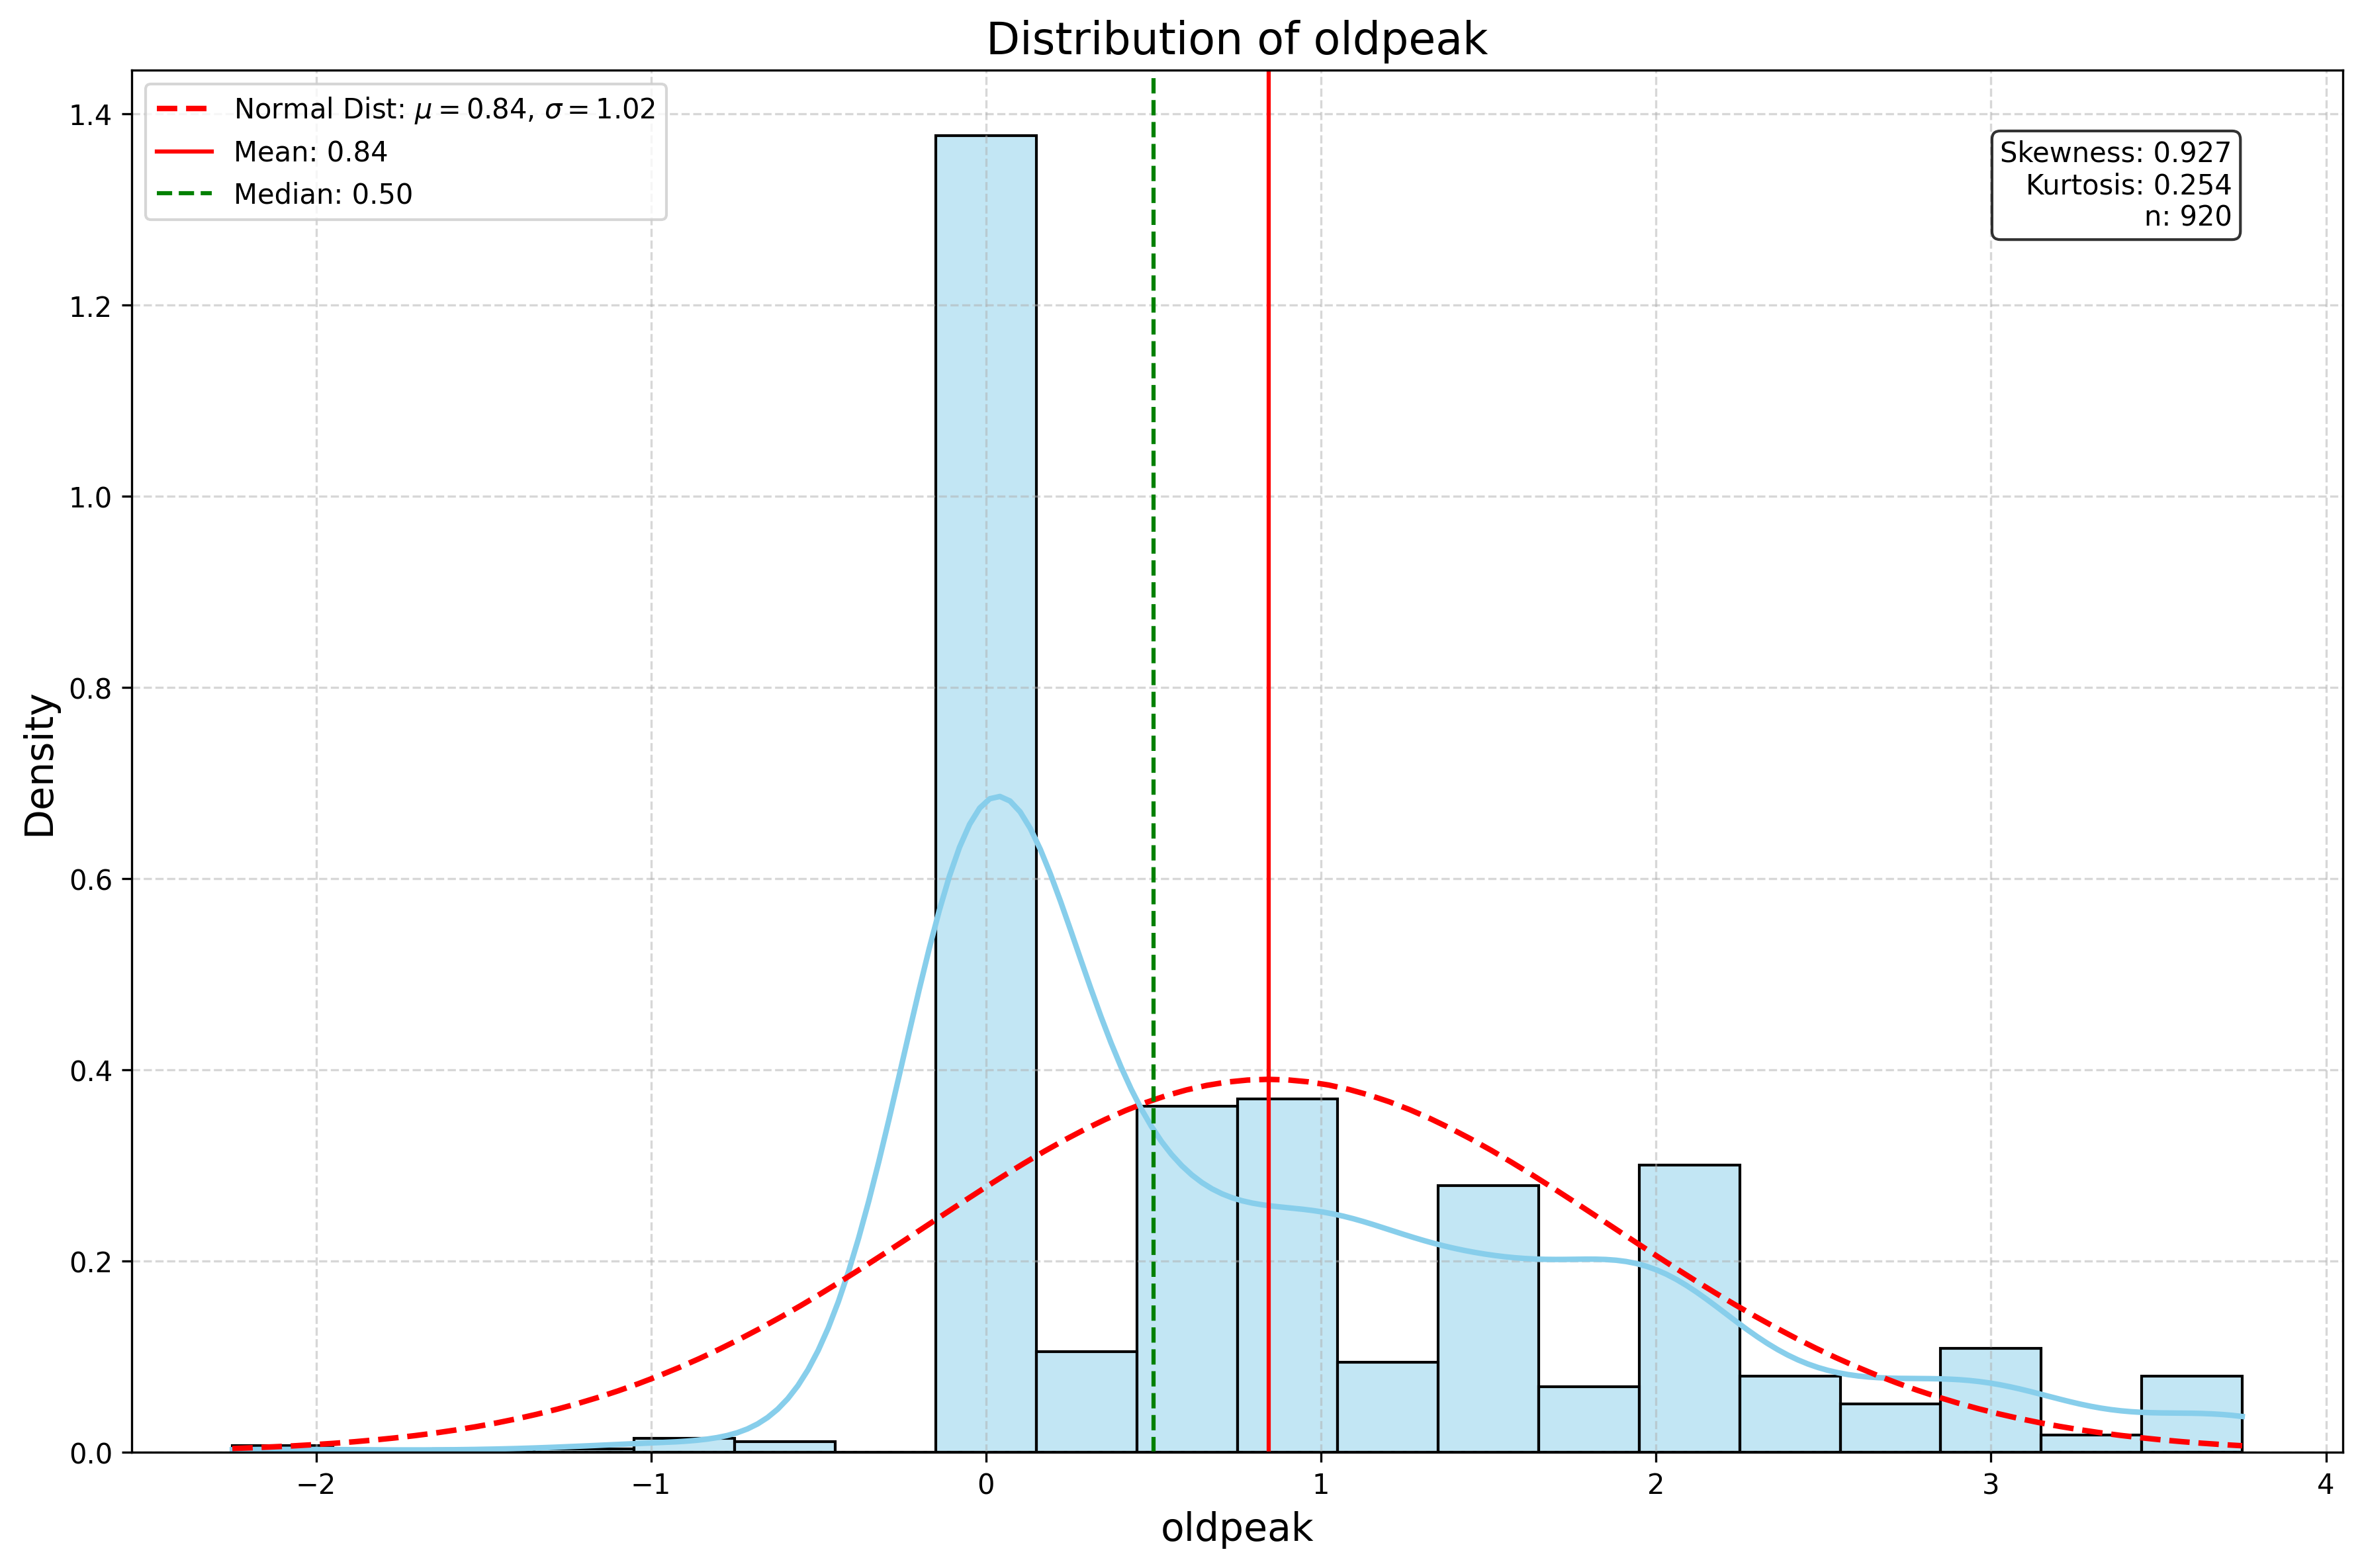 Distribution of oldpeak
Normal Dist: μ = 0.84, σ = 1.02
Mean: 0.84
Median: 0.50
Skewness: 0.927
Kurtosis: 0.254
n: 920
Density
1.4
1.2
1.0
0.8
0.6
0.4
0.2
0.0
−2
−1
0
1
2
3
4
oldpeak